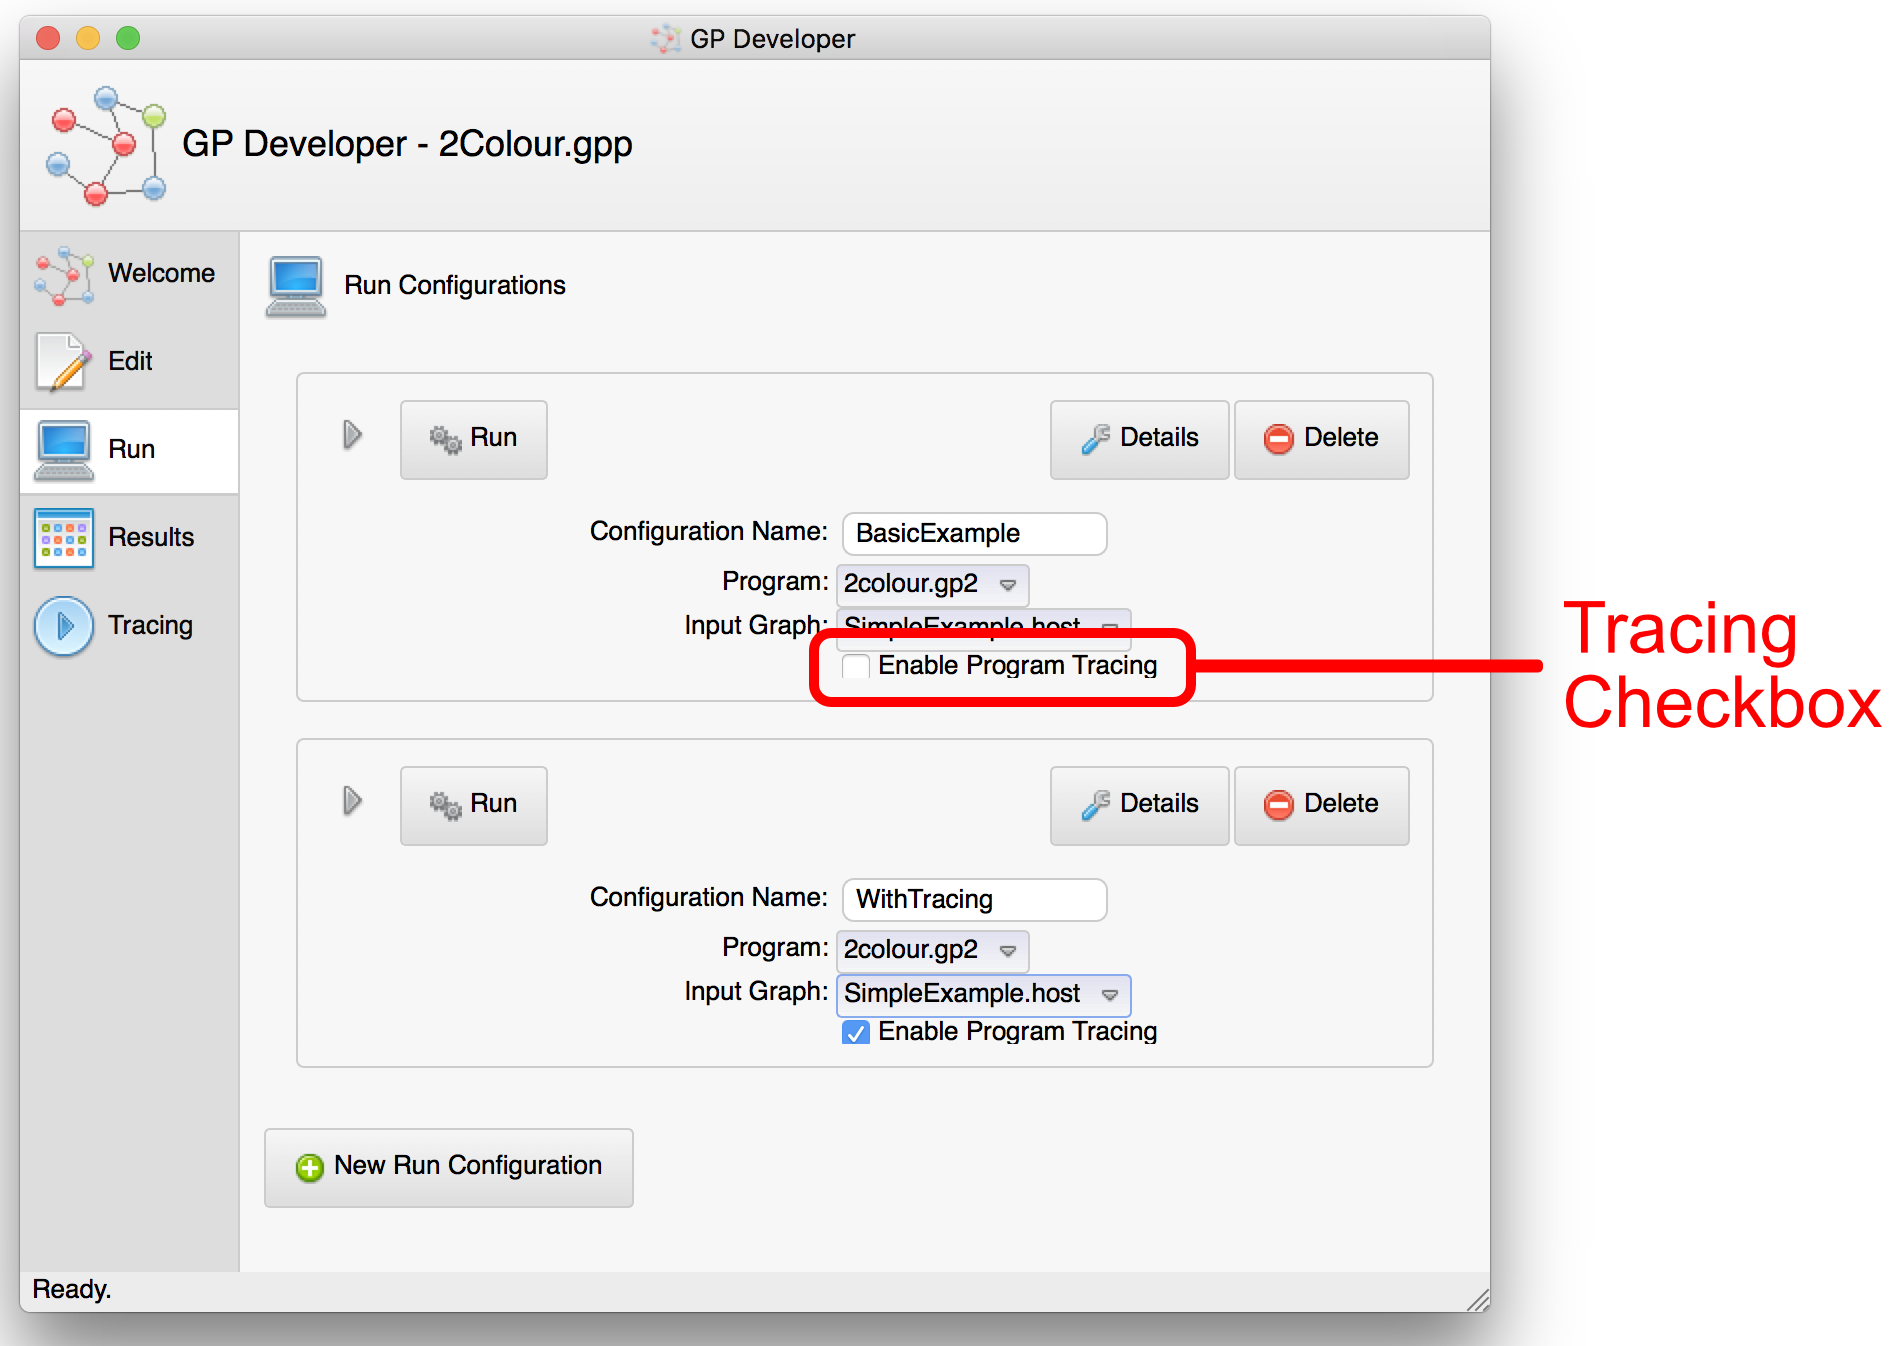 GP Developer
GP Developer - 2Colour.gpp
Welcome
Edit
Run
Results
Tracing
Run Configurations
Run Details Delete
Configuration Name: BasicExample
Program: 2colour.gp2
Input Graph: SimpleExample.host
Enable Program Tracing
Tracing
Checkbox
Run Details Delete
Configuration Name: WithTracing
Program: 2colour.gp2
Input Graph: SimpleExample.host
Enable Program Tracing
New Run Configuration
Ready.